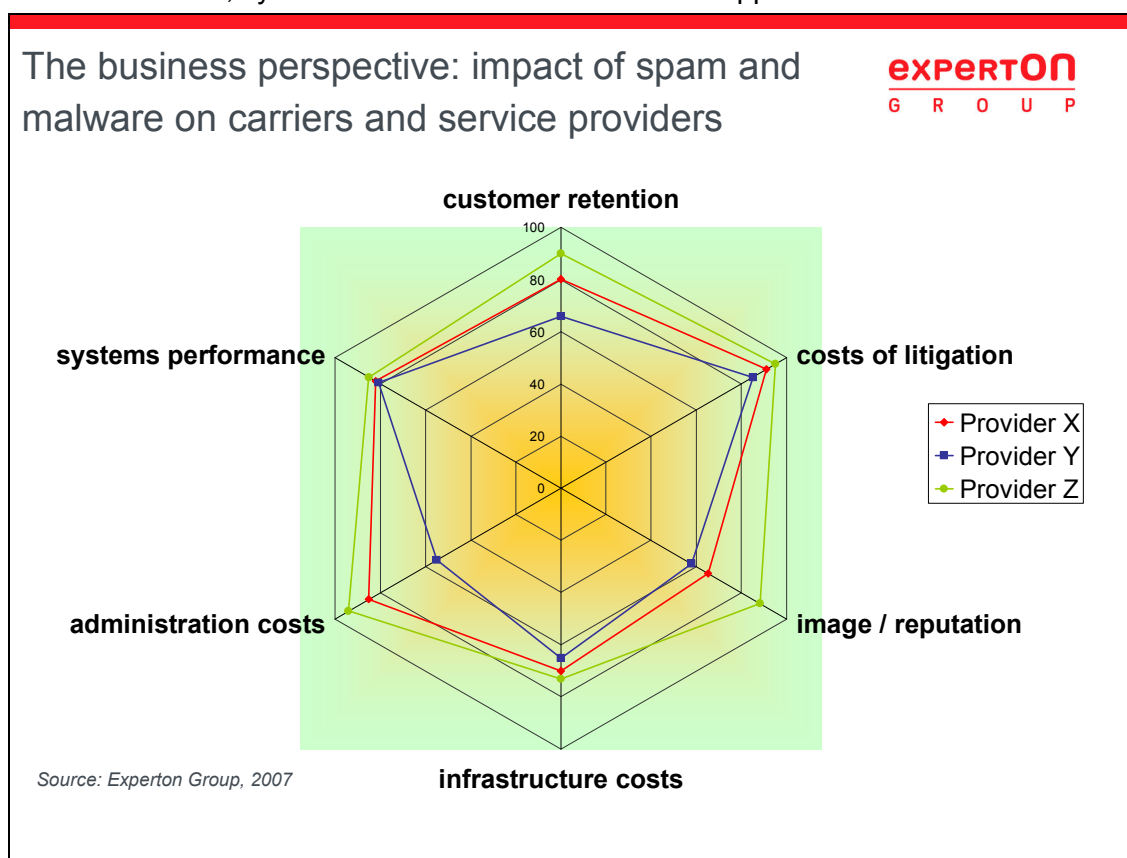 The business perspective: impact of spam and
malware on carriers and service providers
experton
GROUP
customer retention
100
80
60
40
20
0
systems performance
costs of litigation
Provider X
Provider Y
Provider Z
administration costs
image / reputation
infrastructure costs
Source: Experton Group, 2007